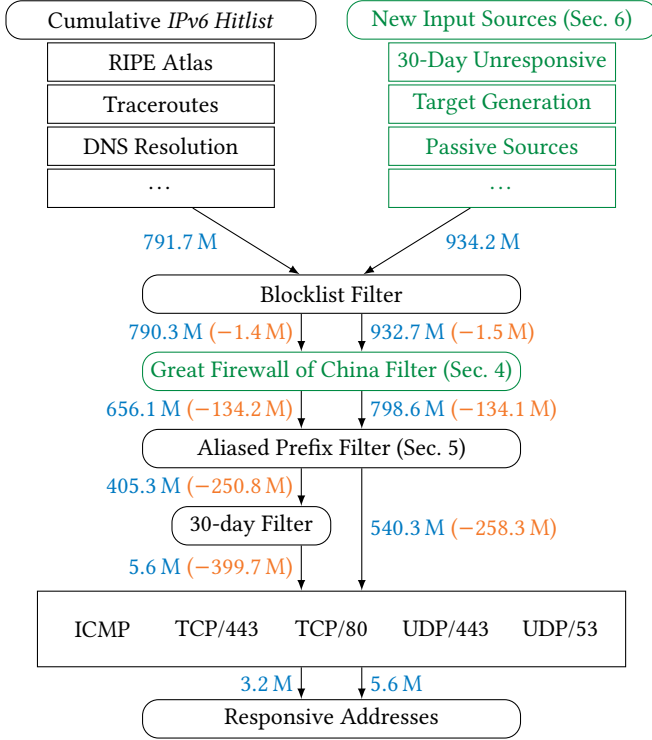 Cumulative IPv6 Hitlist
New Input Sources (Sec. 6)
RIPE Atlas
30-Day Unresponsive
Traceroutes
Target Generation
DNS Resolution
Passive Sources
…
…
791.7 M
934.2 M
Blocklist Filter
790.3 M (−1.4 M)
932.7 M (−1.5 M)
Great Firewall of China Filter (Sec. 4)
656.1 M (−134.2 M)
798.6 M (−134.1 M)
Aliased Prefix Filter (Sec. 5)
405.3 M (−250.8 M)
30-day Filter
540.3 M (−258.3 M)
5.6 M (−399.7 M)
ICMP TCP/443 TCP/80 UDP/443 UDP/53
3.2 M
5.6 M
Responsive Addresses